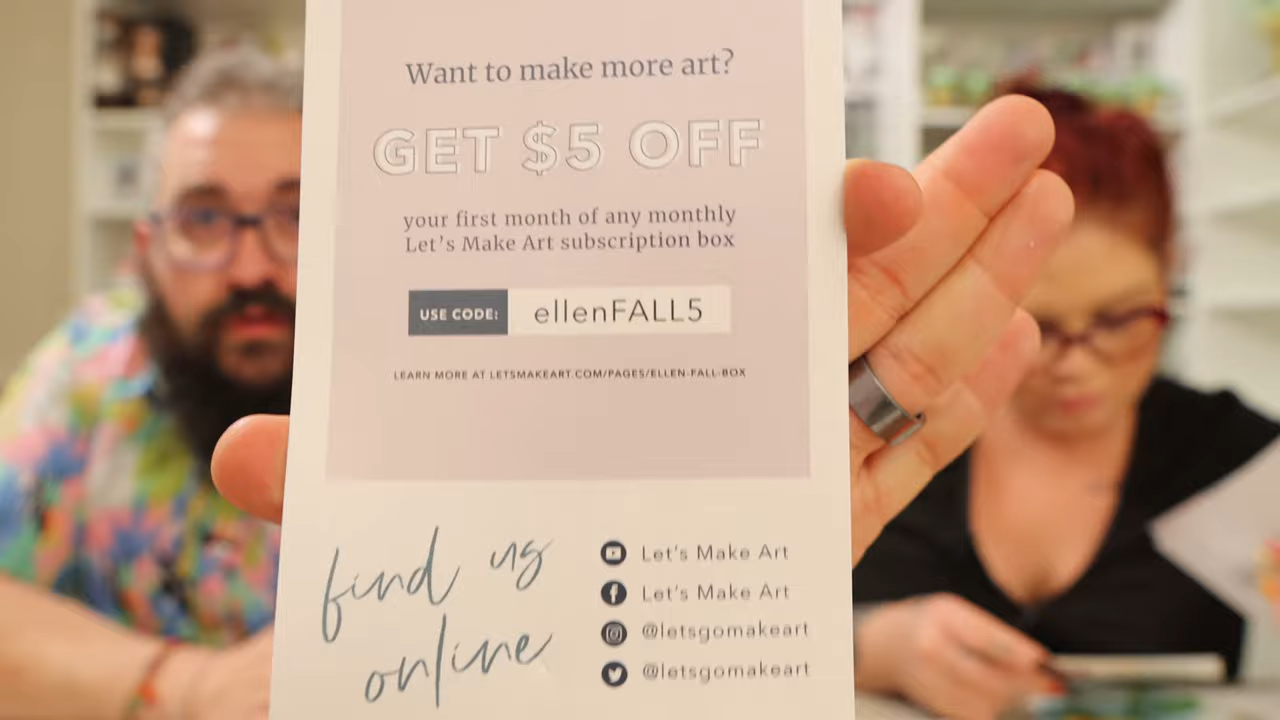 Want to make more art?
GET $5 OFF
your first month of any monthly
Let's Make Art subscription box
USE CODE: ellenFALL5
LEARN MORE AT LETSMAKEART.COM/PAGES/ELLEN-FALL-BOX
find us
online
Let's Make Art
Let's Make Art
@letsgomakeart
@letsgomakeart